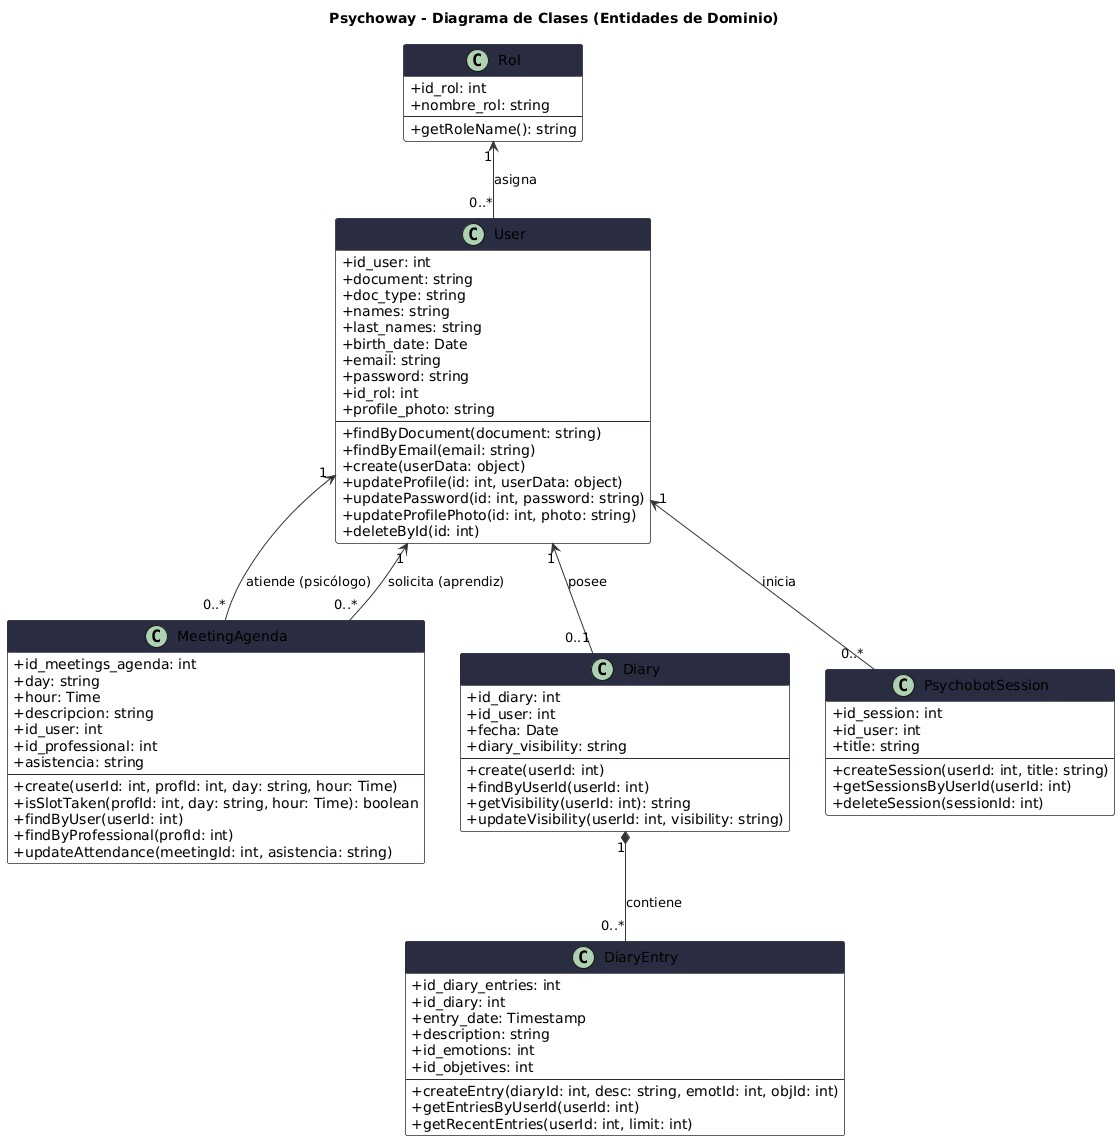 Psychoway - Diagrama de Clases (Entidades de Dominio)
C Rol
+id_rol: int
+nombre_rol: string
+getRoleName(): string
1
asigna
0..*
C User
+id_user: int
+document: string
+doc_type: string
+names: string
+last_names: string
+birth_date: Date
+email: string
+password: string
+id_rol: int
+profile_photo: string
+findByDocument(document: string)
+findByEmail(email: string)
+create(userData: object)
+updateProfile(id: int, userData: object)
+updatePassword(id: int, password: string)
+updateProfilePhoto(id: int, photo: string)
+deleteById(id: int)
1
atiende (psicólogo)
0..*
1
solicita (aprendiz)
0..*
1
posee
0..1
1
inicia
0..*
C MeetingAgenda
+id_meetings_agenda: int
+day: string
+hour: Time
+descripcion: string
+id_user: int
+id_professional: int
+asistencia: string
+create(userId: int, profId: int, day: string, hour: Time)
+isSlotTaken(profId: int, day: string, hour: Time): boolean
+findByUser(userId: int)
+findByProfessional(profId: int)
+updateAttendance(meetingId: int, asistencia: string)
C Diary
+id_diary: int
+id_user: int
+fecha: Date
+diary_visibility: string
+create(userId: int)
+findByUserId(userId: int)
+getVisibility(userId: int): string
+updateVisibility(userId: int, visibility: string)
C PsychobotSession
+id_session: int
+id_user: int
+title: string
+createSession(userId: int, title: string)
+getSessionsByUserId(userId: int)
+deleteSession(sessionId: int)
1
contiene
0..*
C DiaryEntry
+id_diary_entries: int
+id_diary: int
+entry_date: Timestamp
+description: string
+id_emotions: int
+id_objetives: int
+createEntry(diaryId: int, desc: string, emotId: int, objId: int)
+getEntriesByUserId(userId: int)
+getRecentEntries(userId: int, limit: int)